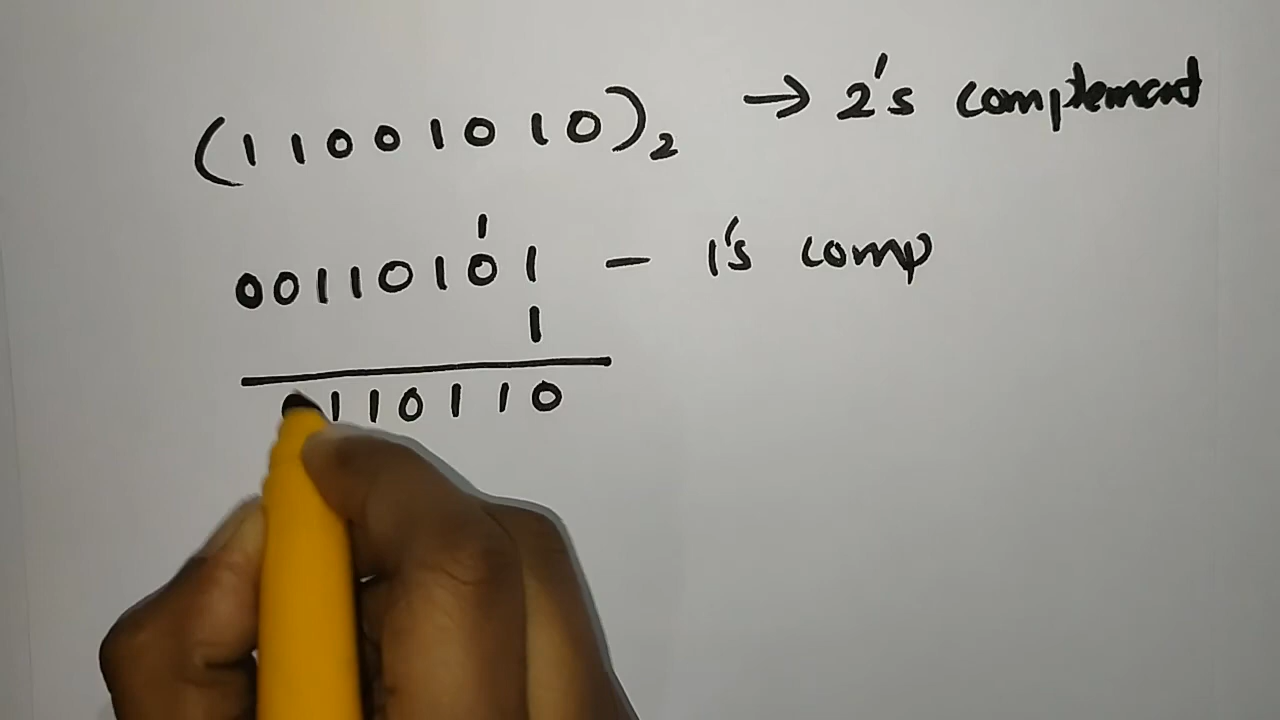 (11001010)₂ → 2's complement
1
00110101 — 1's comp
1
110110